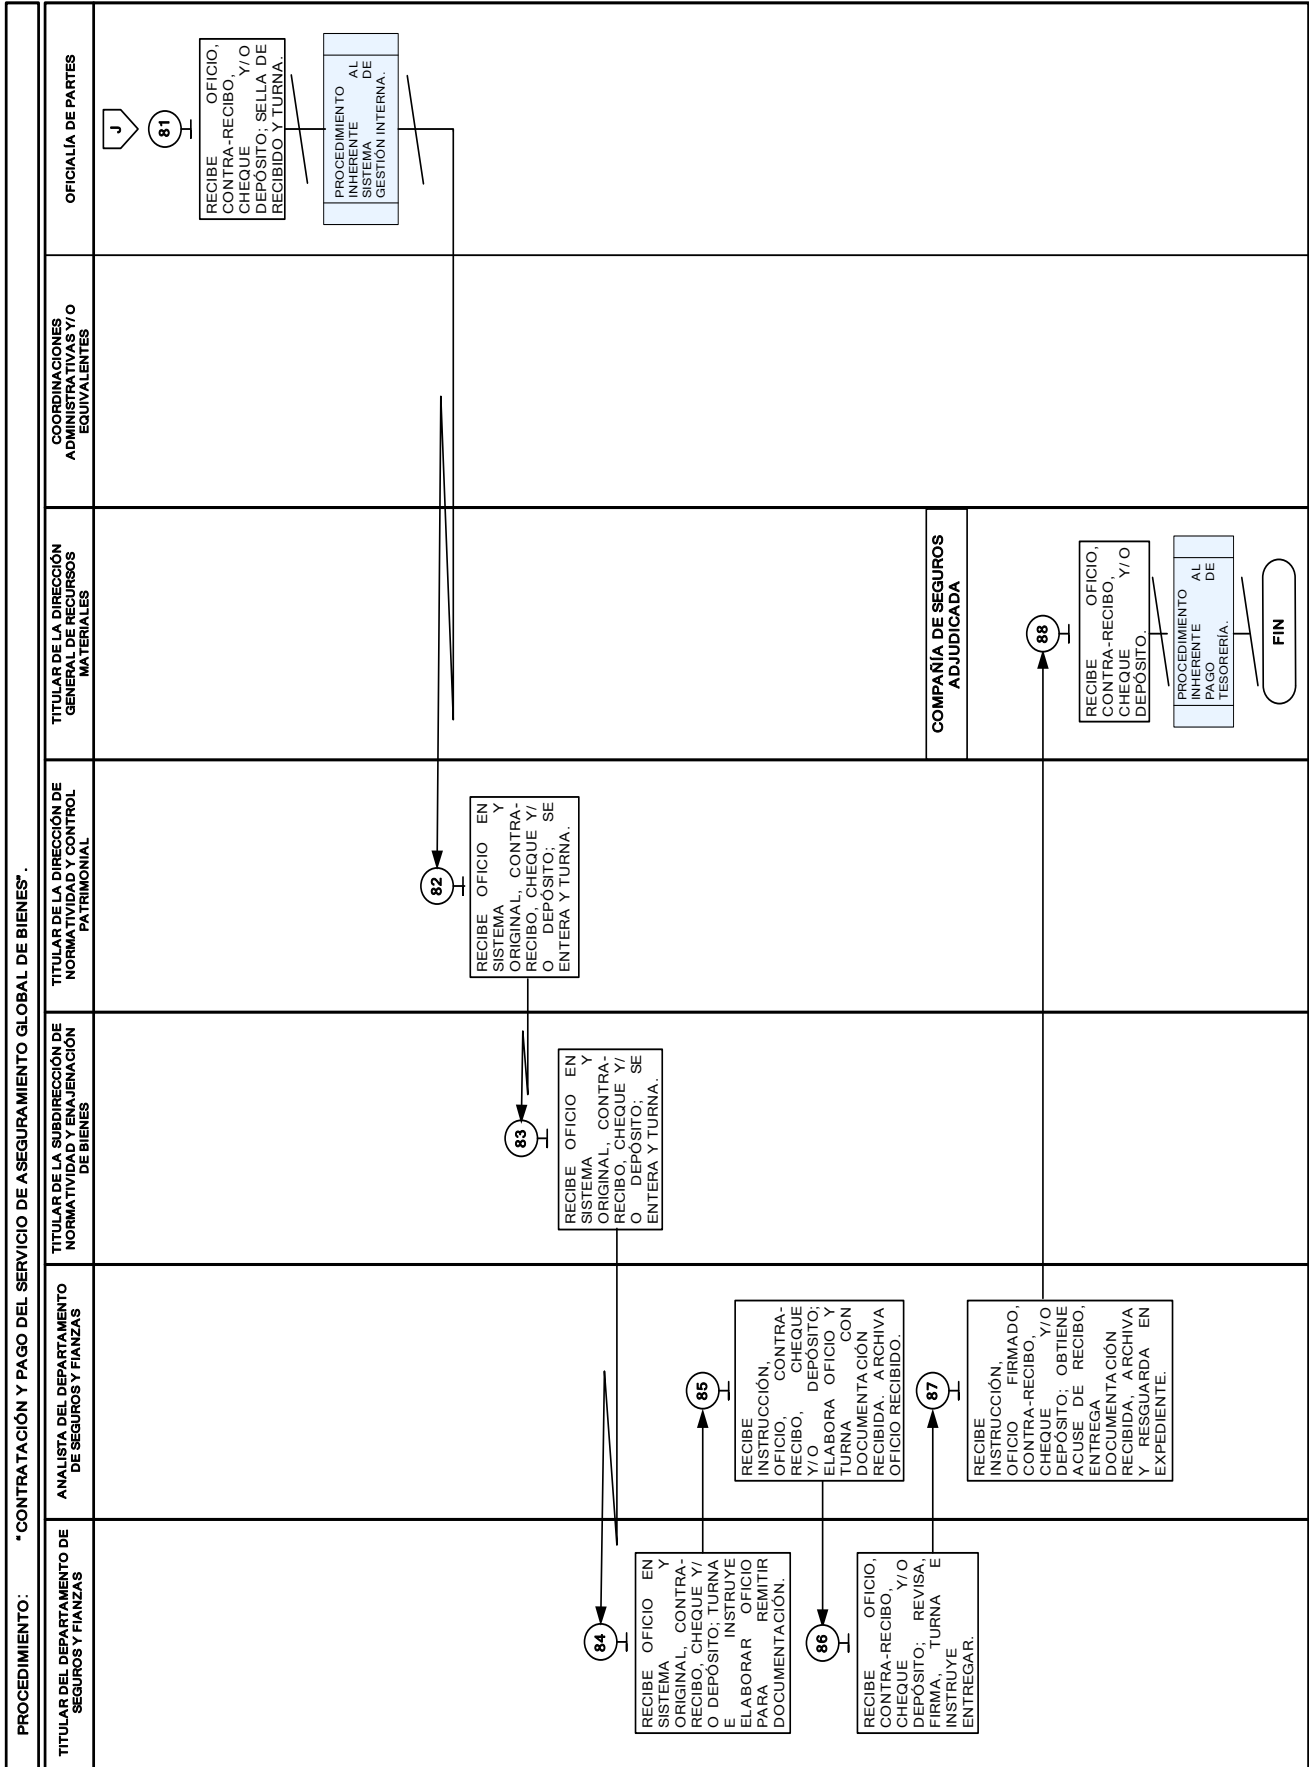 PROCEDIMIENTO: "CONTRATACIÓN Y PAGO DEL SERVICIO DE ASEGURAMIENTO GLOBAL DE BIENES".
TITULAR DEL DEPARTAMENTO DE
SEGUROS Y FIANZAS
ANALISTA DEL DEPARTAMENTO
DE SEGUROS Y FIANZAS
TITULAR DE LA SUBDIRECCIÓN DE
NORMATIVIDAD Y ENAJENACIÓN
DE BIENES
TITULAR DE LA DIRECCIÓN DE
NORMATIVIDAD Y CONTROL
PATRIMONIAL
TITULAR DE LA DIRECCIÓN
GENERAL DE RECURSOS
MATERIALES
COORDINACIONES
ADMINISTRATIVAS Y/O
EQUIVALENTES
OFICIALÍA DE PARTES
J
81
RECIBE OFICIO,
CONTRA-RECIBO,
CHEQUE Y/O
DEPÓSITO; SELLA DE
RECIBIDO Y TURNA.
PROCEDIMIENTO
INHERENTE AL
SISTEMA DE
GESTIÓN INTERNA.
82
RECIBE OFICIO EN
SISTEMA Y
ORIGINAL, CONTRA-
RECIBO, CHEQUE Y/
O DEPÓSITO; SE
ENTERA Y TURNA.
83
RECIBE OFICIO EN
SISTEMA Y
ORIGINAL, CONTRA-
RECIBO, CHEQUE Y/
O DEPÓSITO; SE
ENTERA Y TURNA.
84
RECIBE OFICIO EN
SISTEMA Y
ORIGINAL, CONTRA-
RECIBO, CHEQUE Y/
O DEPÓSITO; TURNA
E INSTRUYE
ELABORAR OFICIO
PARA REMITIR
DOCUMENTACIÓN.
85
RECIBE
INSTRUCCIÓN,
OFICIO, CONTRA-
RECIBO, CHEQUE
Y/O DEPÓSITO;
ELABORA OFICIO Y
TURNA CON
DOCUMENTACIÓN
RECIBIDA. ARCHIVA
OFICIO RECIBIDO.
86
RECIBE OFICIO,
CONTRA-RECIBO,
CHEQUE Y/O
DEPÓSITO; REVISA,
FIRMA, TURNA E
INSTRUYE
ENTREGAR.
87
RECIBE
INSTRUCCIÓN,
OFICIO FIRMADO,
CONTRA-RECIBO,
CHEQUE Y/O
DEPÓSITO; OBTIENE
ACUSE DE RECIBO,
ENTREGA
DOCUMENTACIÓN
RECIBIDA, ARCHIVA
Y RESGUARDA EN
EXPEDIENTE.
COMPAÑÍA DE SEGUROS
ADJUDICADA
88
RECIBE OFICIO,
CONTRA-RECIBO,
CHEQUE Y/O
DEPÓSITO.
PROCEDIMIENTO
INHERENTE AL
PAGO DE
TESORERÍA.
FIN